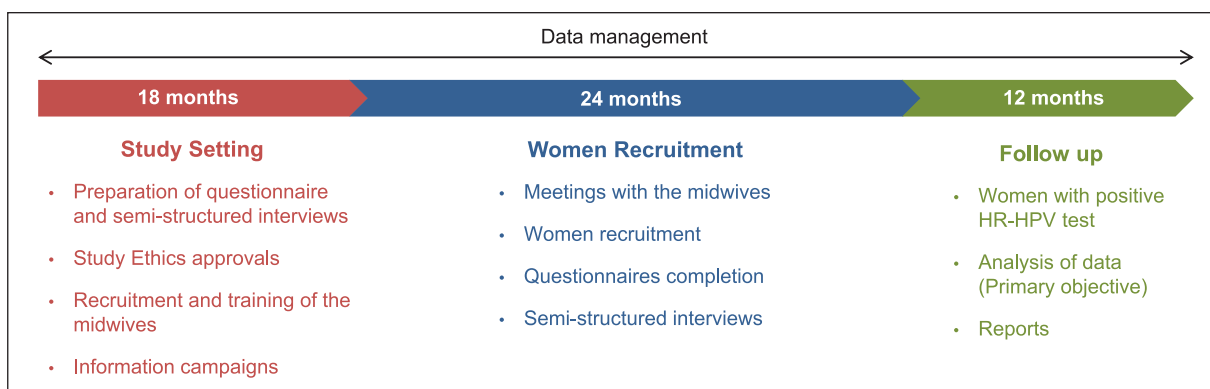 Data management
18 months
24 months
12 months
Study Setting
• Preparation of questionnaire
and semi-structured interviews
• Study Ethics approvals
• Recruitment and training of the
midwives
• Information campaigns
Women Recruitment
• Meetings with the midwives
• Women recruitment
• Questionnaires completion
• Semi-structured interviews
Follow up
• Women with positive
HR-HPV test
• Analysis of data
(Primary objective)
• Reports